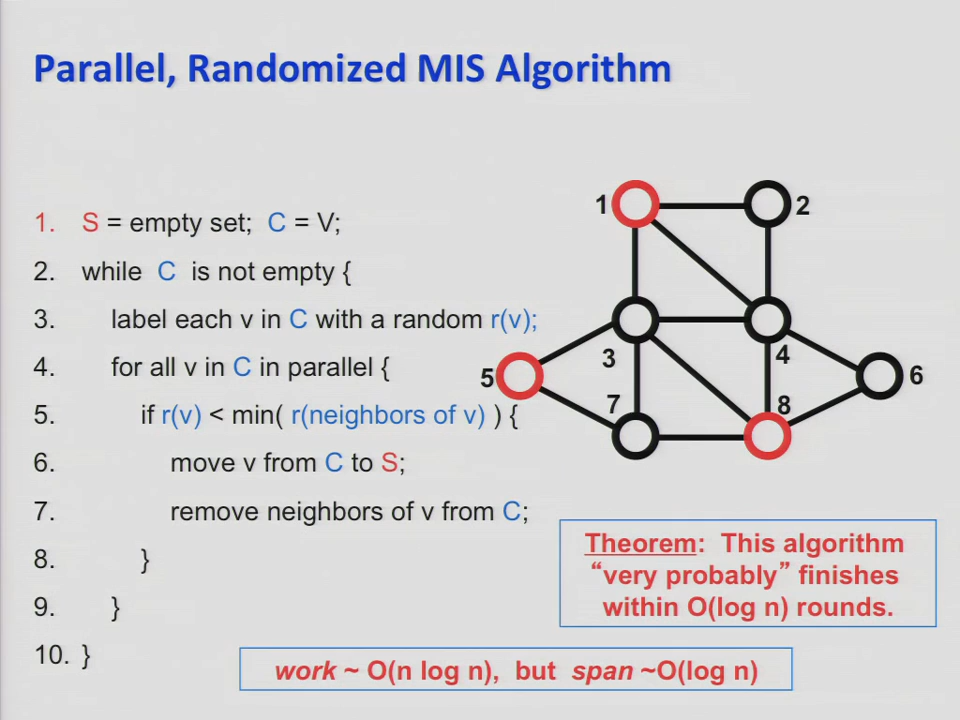 Parallel, Randomized MIS Algorithm
1. S = empty set; C = V;
2. while C is not empty {
3. label each v in C with a random r(v);
4. for all v in C in parallel {
5. if r(v) < min( r(neighbors of v) ) {
6. move v from C to S;
7. remove neighbors of v from C;
8. }
9. }
10. }
1
2
3
4
5
6
7
8
Theorem: This algorithm
“very probably” finishes
within O(log n) rounds.
work ~ O(n log n), but span ~O(log n)